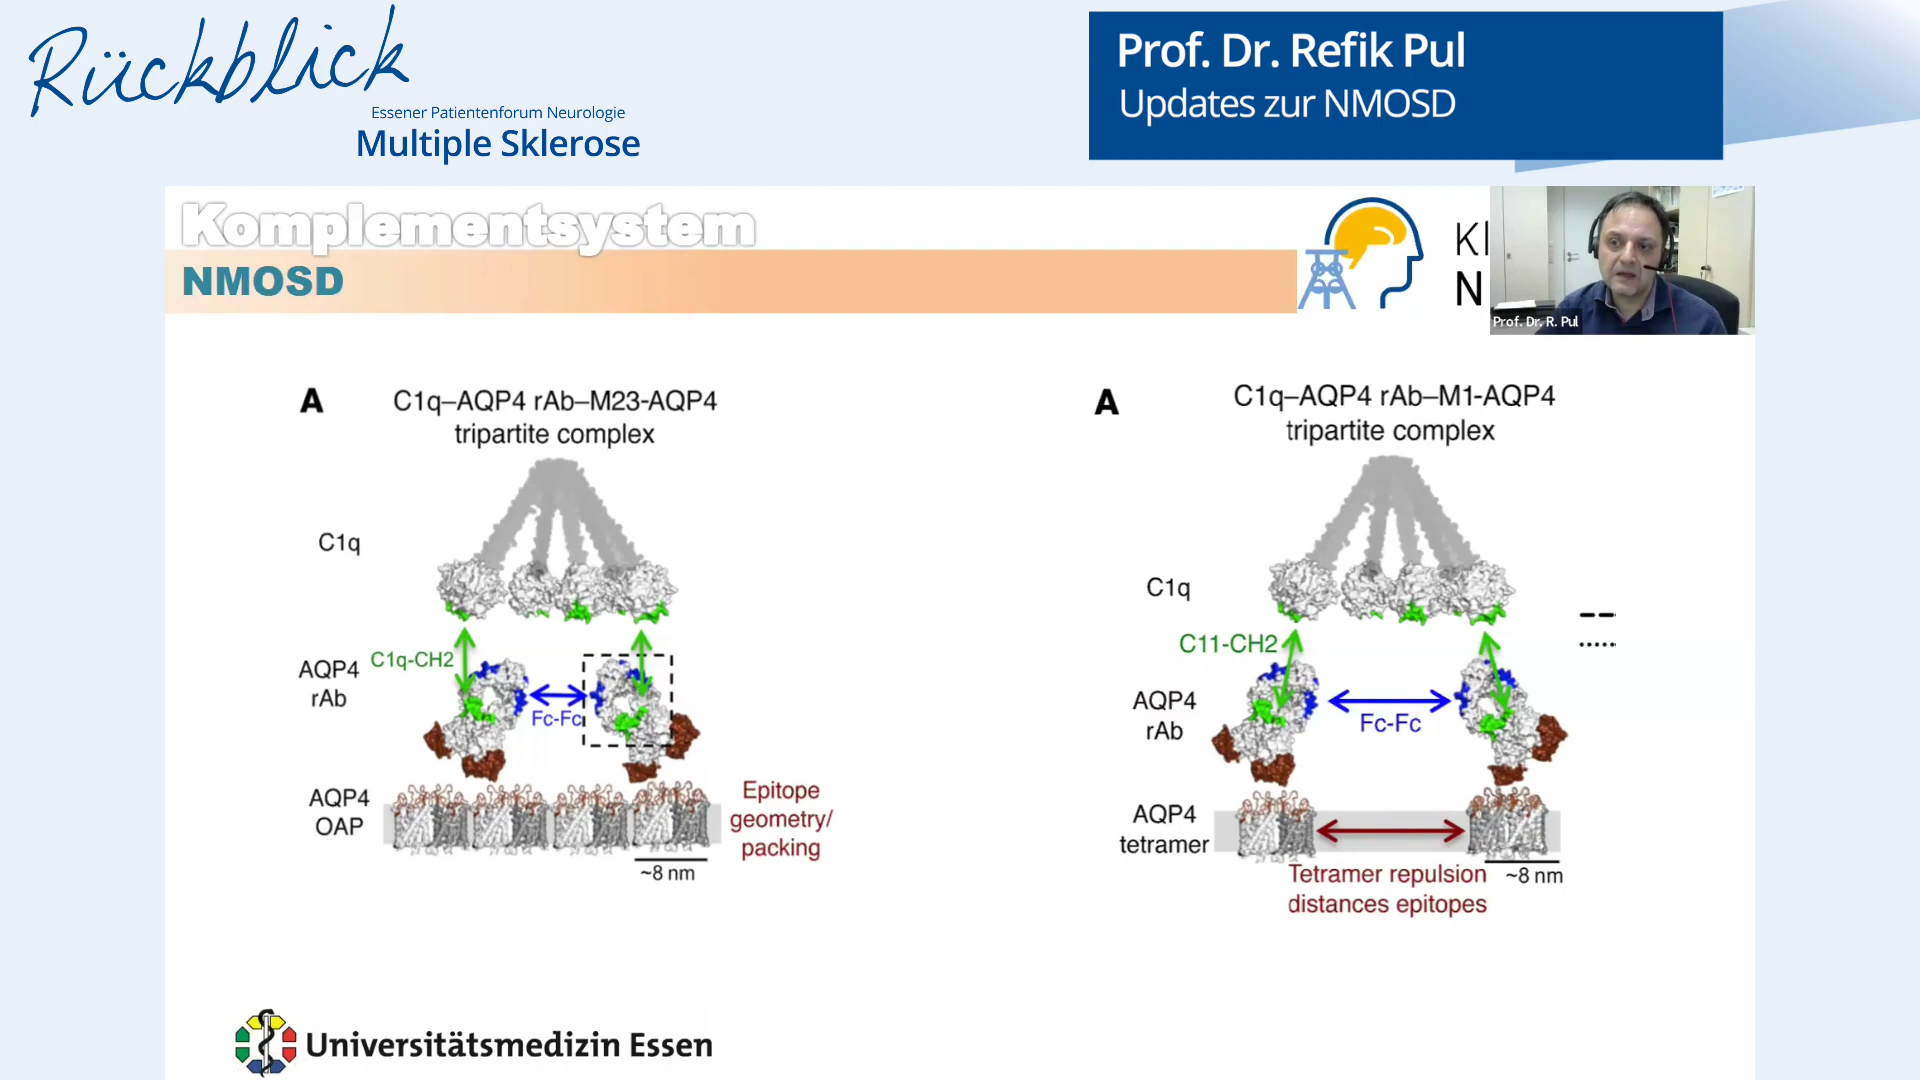 Rückblick
Essener Patientenforum Neurologie
Multiple Sklerose
Prof. Dr. Refik Pul
Updates zur NMOSD
Komplementsystem
NMOSD
Kl
N
Prof. Dr. R. Pul
A
C1q–AQP4 rAb–M23-AQP4
tripartite complex
C1q
C1q-CH2
AQP4
rAb
Fc-Fc
AQP4
OAP
Epitope
geometry/
packing
~8 nm
A
C1q–AQP4 rAb–M1-AQP4
tripartite complex
C1q
C11-CH2
AQP4
rAb
Fc-Fc
AQP4
tetramer
Tetramer repulsion
distances epitopes
~8 nm
Universitätsmedizin Essen